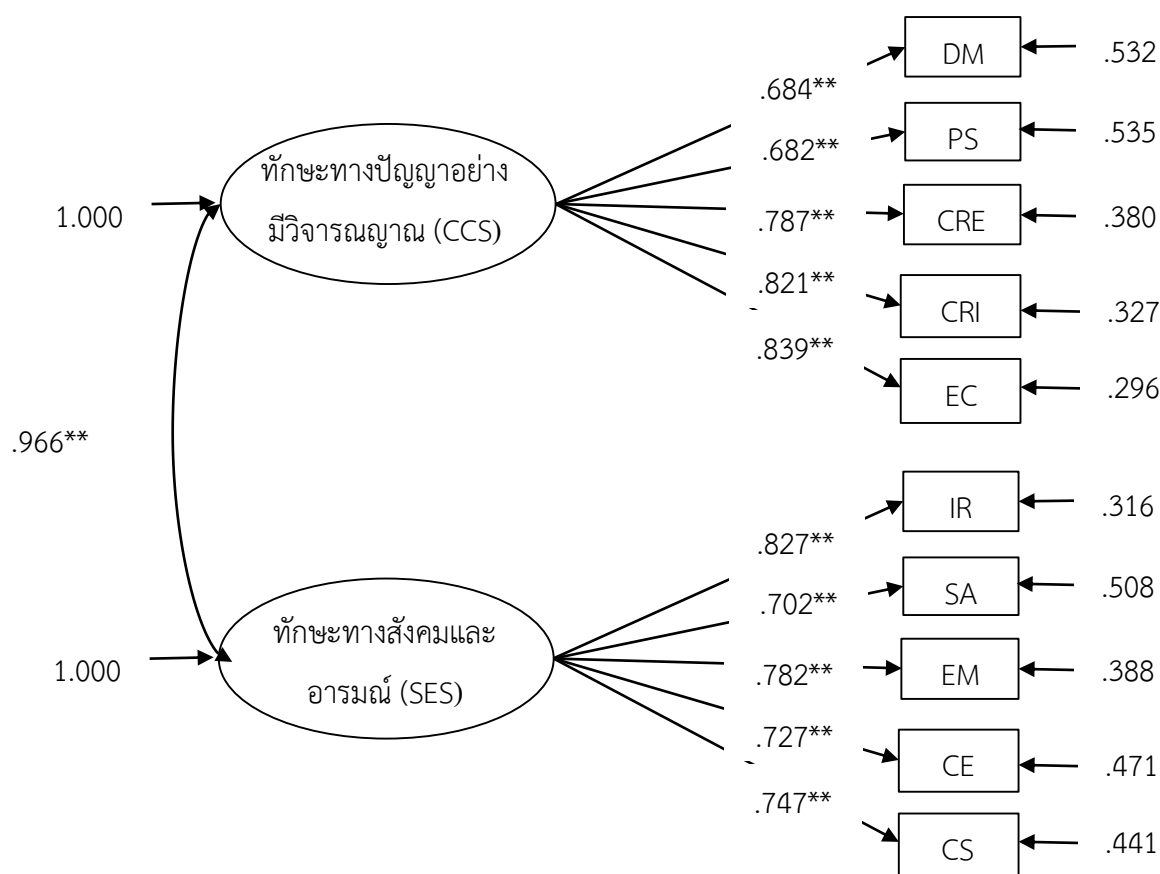 DM
.532
.684**
PS
.535
.682**
ทักษะทางปัญญาอย่าง
มีวิจารณญาณ (CCS)
1.000
CRE
.380
.787**
.821**
CRI
.327
.839**
EC
.296
.966**
IR
.316
.827**
SA
.508
.702**
ทักษะทางสังคมและ
อารมณ์ (SES)
1.000
EM
.388
.782**
.727**
CE
.471
.747**
CS
.441